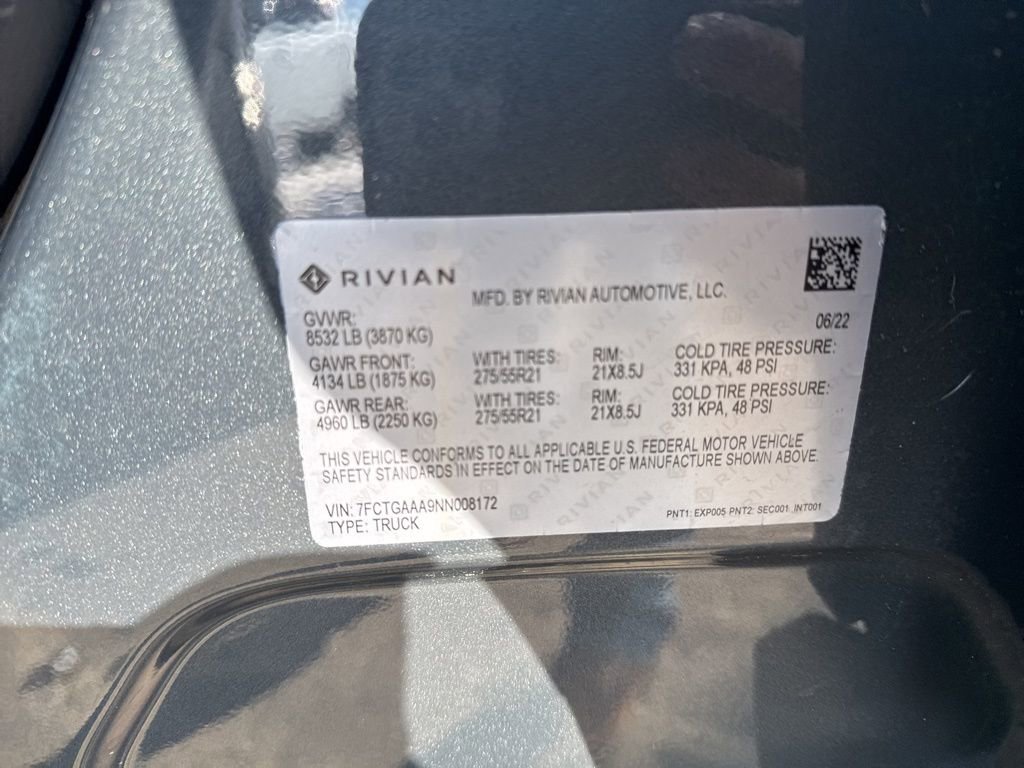 RIVIAN
MFD. BY RIVIAN AUTOMOTIVE, LLC.
06/22
GVWR:
8532 LB (3870 KG)
GAWR FRONT: WITH TIRES: RIM: COLD TIRE PRESSURE:
4134 LB (1875 KG) 275/55R21 21X8.5J 331 KPA, 48 PSI
GAWR REAR: WITH TIRES: RIM: COLD TIRE PRESSURE:
4960 LB (2250 KG) 275/55R21 21X8.5J 331 KPA, 48 PSI
THIS VEHICLE CONFORMS TO ALL APPLICABLE U.S. FEDERAL MOTOR VEHICLE
SAFETY STANDARDS IN EFFECT ON THE DATE OF MANUFACTURE SHOWN ABOVE.
VIN: 7FCTGAAA9NN008172
TYPE: TRUCK
PNT1: EXP005 PNT2: SEC001 INT001